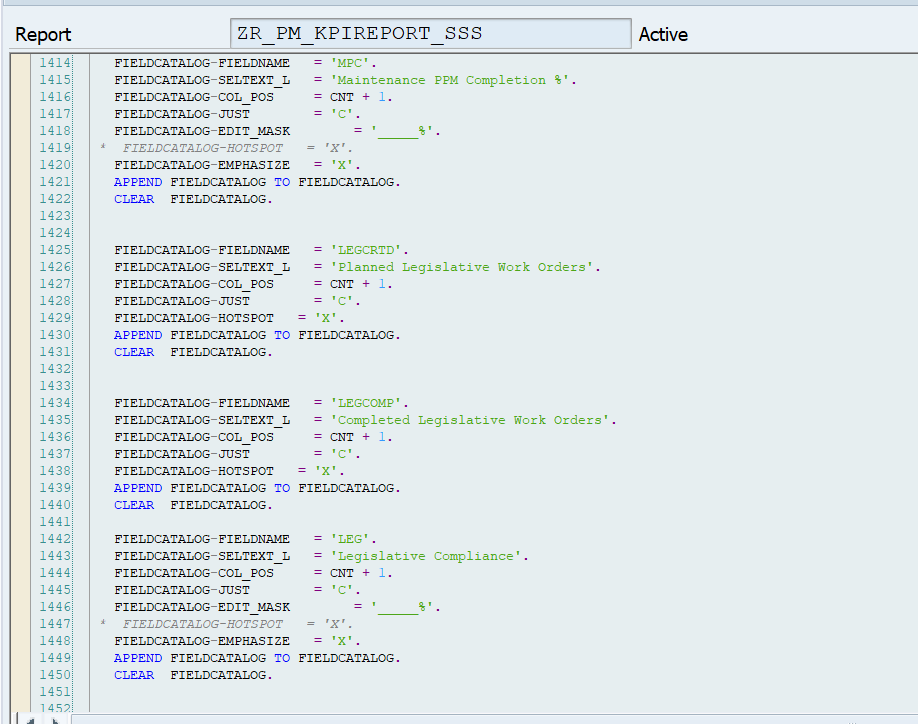 Report ZR_PM_KPIREPORT_SSS Active
1414 FIELDCATALOG-FIELDNAME = 'MPC'.
1415 FIELDCATALOG-SELTEXT_L = 'Maintenance PPM Completion %'.
1416 FIELDCATALOG-COL_POS = CNT + 1.
1417 FIELDCATALOG-JUST = 'C'.
1418 FIELDCATALOG-EDIT_MASK = '_____%'.
1419 * FIELDCATALOG-HOTSPOT = 'X'.
1420 FIELDCATALOG-EMPHASIZE = 'X'.
1421 APPEND FIELDCATALOG TO FIELDCATALOG.
1422 CLEAR FIELDCATALOG.
1423
1424
1425 FIELDCATALOG-FIELDNAME = 'LEGCRTD'.
1426 FIELDCATALOG-SELTEXT_L = 'Planned Legislative Work Orders'.
1427 FIELDCATALOG-COL_POS = CNT + 1.
1428 FIELDCATALOG-JUST = 'C'.
1429 FIELDCATALOG-HOTSPOT = 'X'.
1430 APPEND FIELDCATALOG TO FIELDCATALOG.
1431 CLEAR FIELDCATALOG.
1432
1433
1434 FIELDCATALOG-FIELDNAME = 'LEGCOMP'.
1435 FIELDCATALOG-SELTEXT_L = 'Completed Legislative Work Orders'.
1436 FIELDCATALOG-COL_POS = CNT + 1.
1437 FIELDCATALOG-JUST = 'C'.
1438 FIELDCATALOG-HOTSPOT = 'X'.
1439 APPEND FIELDCATALOG TO FIELDCATALOG.
1440 CLEAR FIELDCATALOG.
1441
1442 FIELDCATALOG-FIELDNAME = 'LEG'.
1443 FIELDCATALOG-SELTEXT_L = 'Legislative Compliance'.
1444 FIELDCATALOG-COL_POS = CNT + 1.
1445 FIELDCATALOG-JUST = 'C'.
1446 FIELDCATALOG-EDIT_MASK = '_____%'.
1447 * FIELDCATALOG-HOTSPOT = 'X'.
1448 FIELDCATALOG-EMPHASIZE = 'X'.
1449 APPEND FIELDCATALOG TO FIELDCATALOG.
1450 CLEAR FIELDCATALOG.
1451
1452